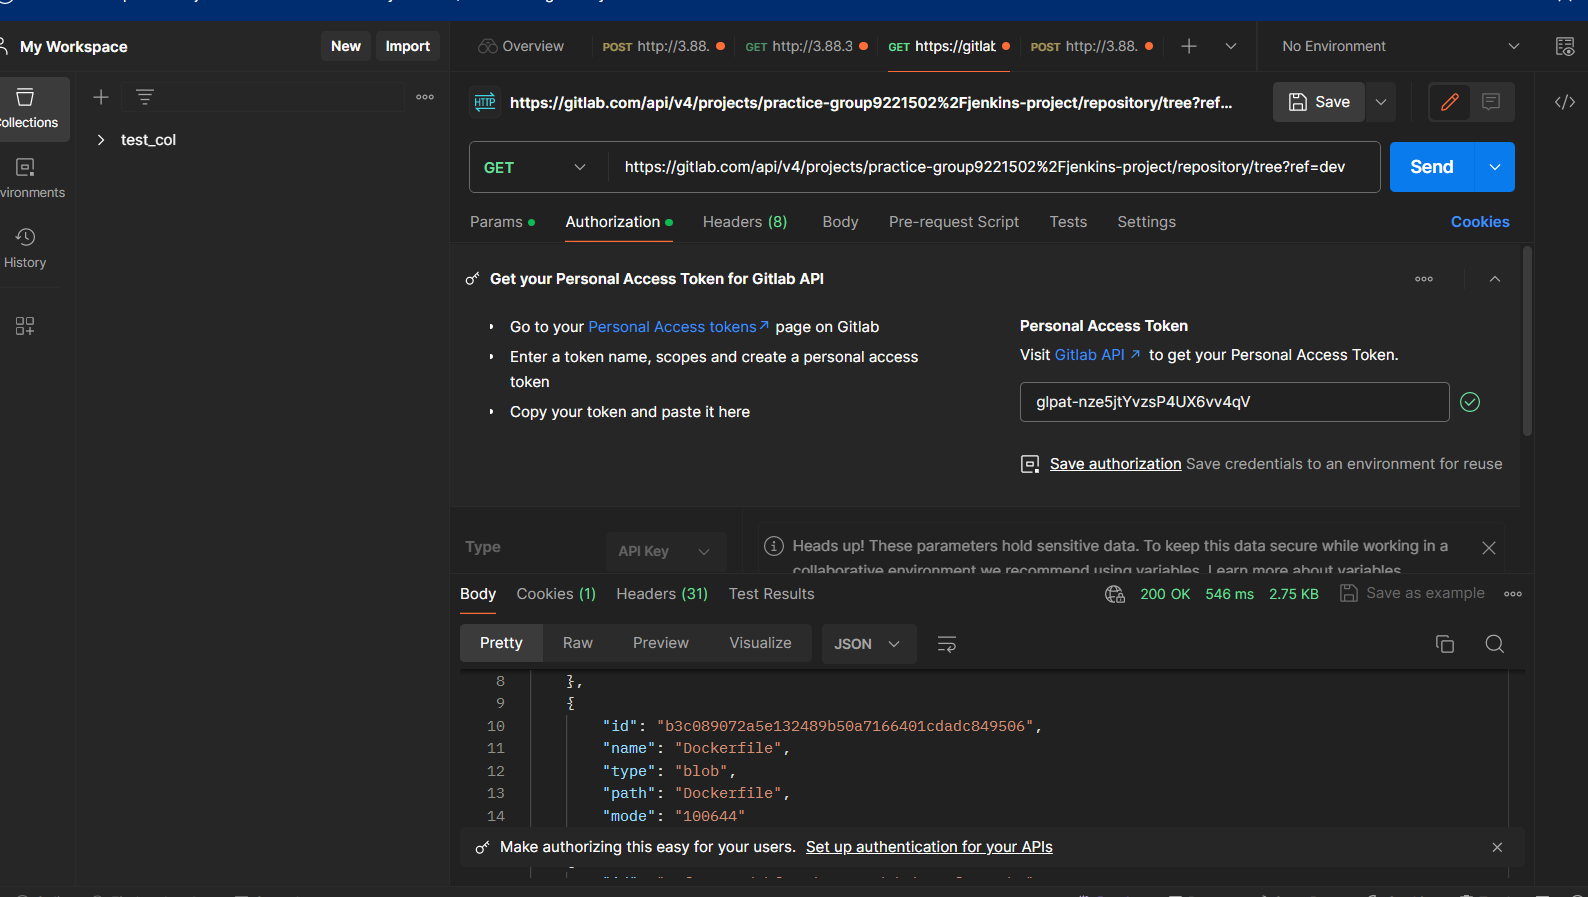 My Workspace
New
Import
Overview
POST http://3.88.
GET http://3.88.3
GET https://gitlab
POST http://3.88.
No Environment
ollections
test_col
HTTP
https://gitlab.com/api/v4/projects/practice-group9221502%2Fjenkins-project/repository/tree?ref...
Save
GET
https://gitlab.com/api/v4/projects/practice-group9221502%2Fjenkins-project/repository/tree?ref=dev
Send
vironments
Params
Authorization
Headers (8)
Body
Pre-request Script
Tests
Settings
Cookies
History
Get your Personal Access Token for Gitlab API
Go to your Personal Access tokens page on Gitlab
Enter a token name, scopes and create a personal access
token
Copy your token and paste it here
Personal Access Token
Visit Gitlab API to get your Personal Access Token.
glpat-nze5jtYvzsP4UX6vv4qV
Save authorization Save credentials to an environment for reuse
Type
API Key
Heads up! These parameters hold sensitive data. To keep this data secure while working in a
collaborative environment we recommend using variables. Learn more about variables
Body
Cookies (1)
Headers (31)
Test Results
200 OK
546 ms
2.75 KB
Save as example
Pretty
Raw
Preview
Visualize
JSON
8 },
9 {
10 "id": "b3c089072a5e132489b50a7166401cdadc849506",
11 "name": "Dockerfile",
12 "type": "blob",
13 "path": "Dockerfile",
14 "mode": "100644"
Make authorizing this easy for your users. Set up authentication for your APIs